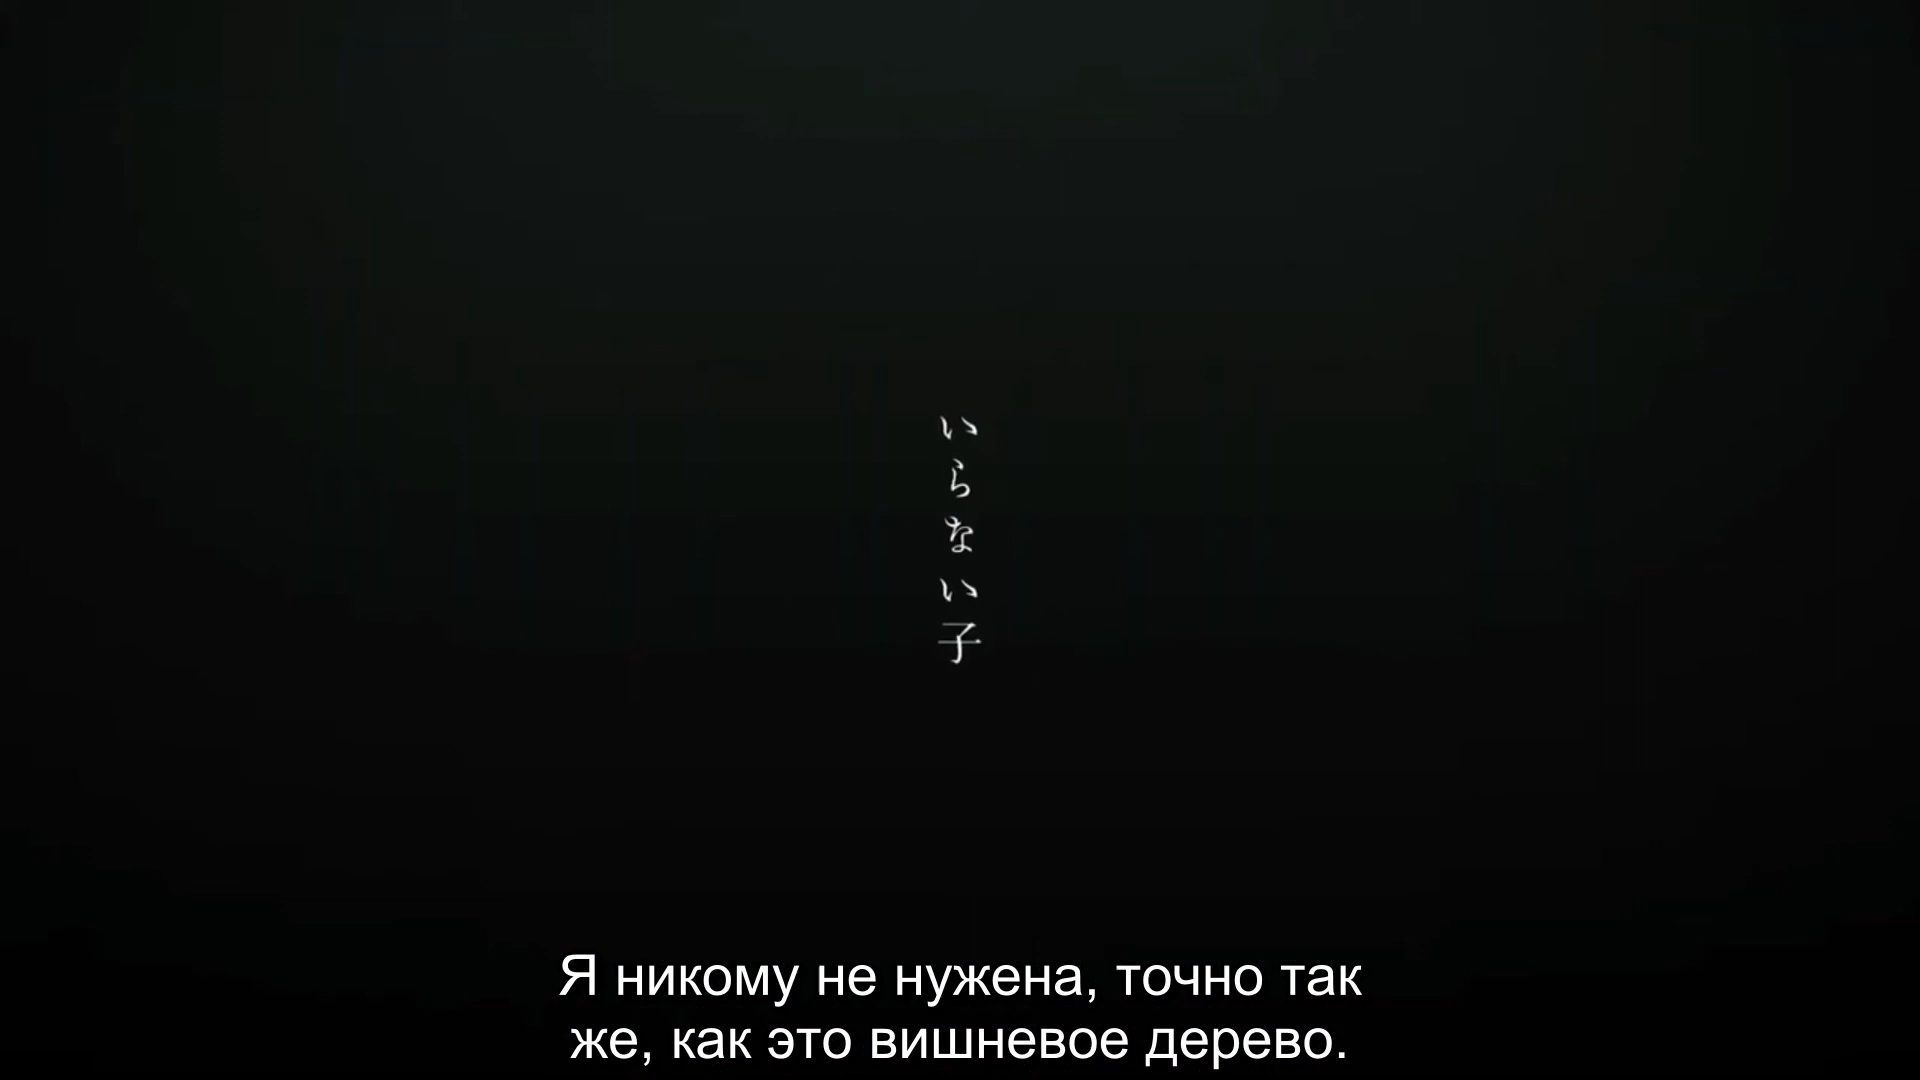 いらない子
Я никому не нужена, точно так
же, как это вишневое дерево.